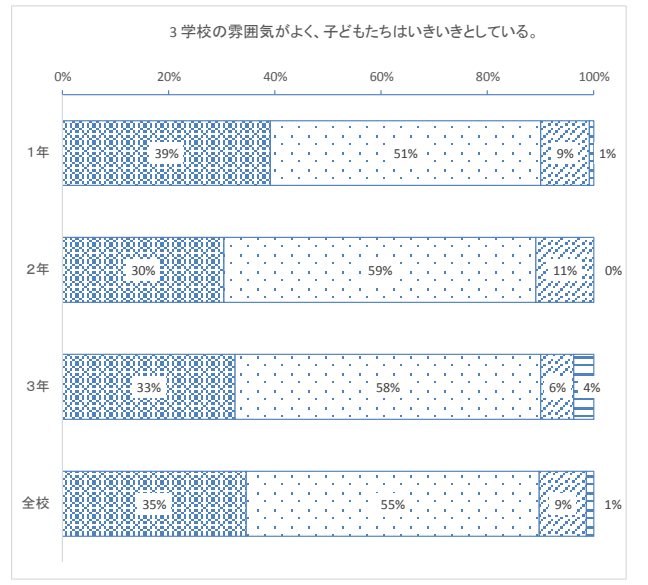 3 学校の雰囲気がよく、子どもたちはいきいきとしている。
0% 20% 40% 60% 80% 100%
1年 39% 51% 9% 1%
2年 30% 59% 11% 0%
3年 33% 58% 6% 4%
全校 35% 55% 9% 1%